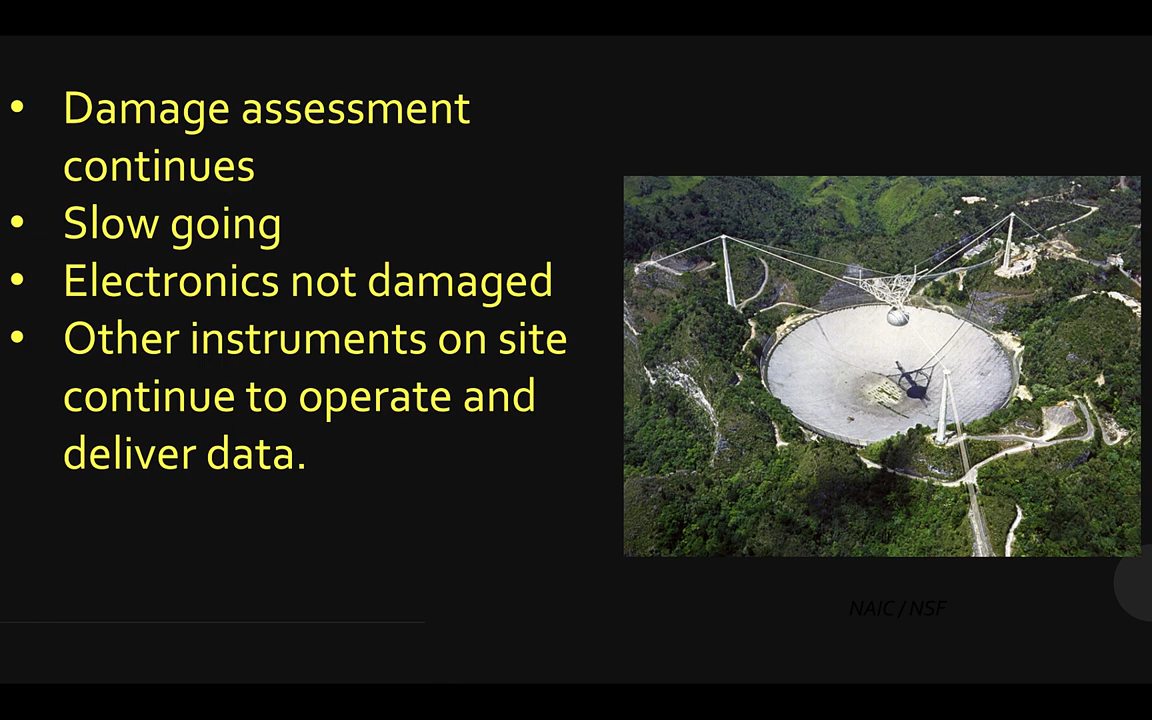 • Damage assessment
continues
• Slow going
• Electronics not damaged
• Other instruments on site
continue to operate and
deliver data.
NAIC / NSF